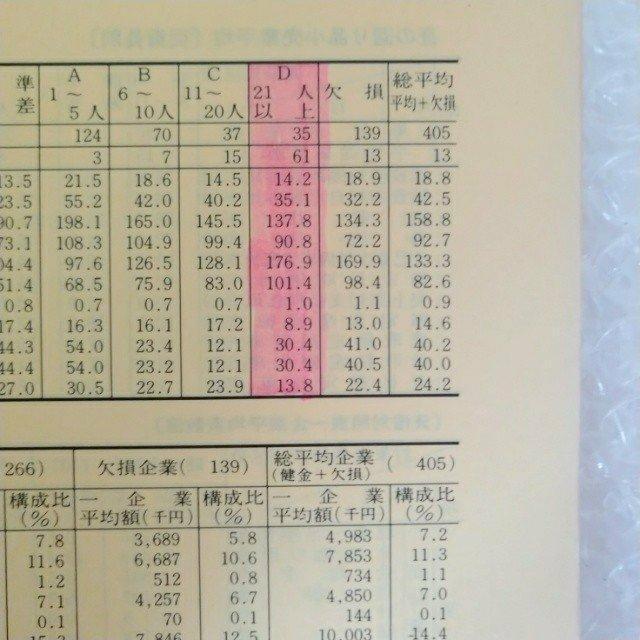 準差 A 1～5人 B 6～10人 C 11～20人 D 21人以上 欠損 総平均 平均+欠損
124 70 37 35 139 405
3 7 15 61 13 13
13.5 21.5 18.6 14.5 14.2 18.9 18.8
23.5 55.2 42.0 40.2 35.1 32.2 42.5
90.7 198.1 165.0 145.5 137.8 134.3 158.8
73.1 108.3 104.9 99.4 90.8 72.2 92.7
04.4 97.6 126.5 128.1 176.9 169.9 133.3
51.4 68.5 75.9 83.0 101.4 98.4 82.6
0.8 0.7 0.7 0.7 1.0 1.1 0.9
17.4 16.3 16.1 17.2 8.9 13.0 14.6
44.3 54.0 23.4 12.1 30.4 41.0 40.2
44.4 54.0 23.2 12.1 30.4 40.5 40.0
27.0 30.5 22.7 23.9 13.8 22.4 24.2
266) 欠損企業( 139) 総平均企業(健金+欠損) ( 405)
構成比(%) 一企業平均額(千円) 構成比(%) 一企業平均額(千円) 構成比(%)
7.8 3,689 5.8 4,983 7.2
11.6 6,687 10.6 7,853 11.3
1.2 512 0.8 734 1.1
7.1 4,257 6.7 4,850 7.0
0.1 70 0.1 144 0.1
15.3 7,846 12.5 10,003 14.4